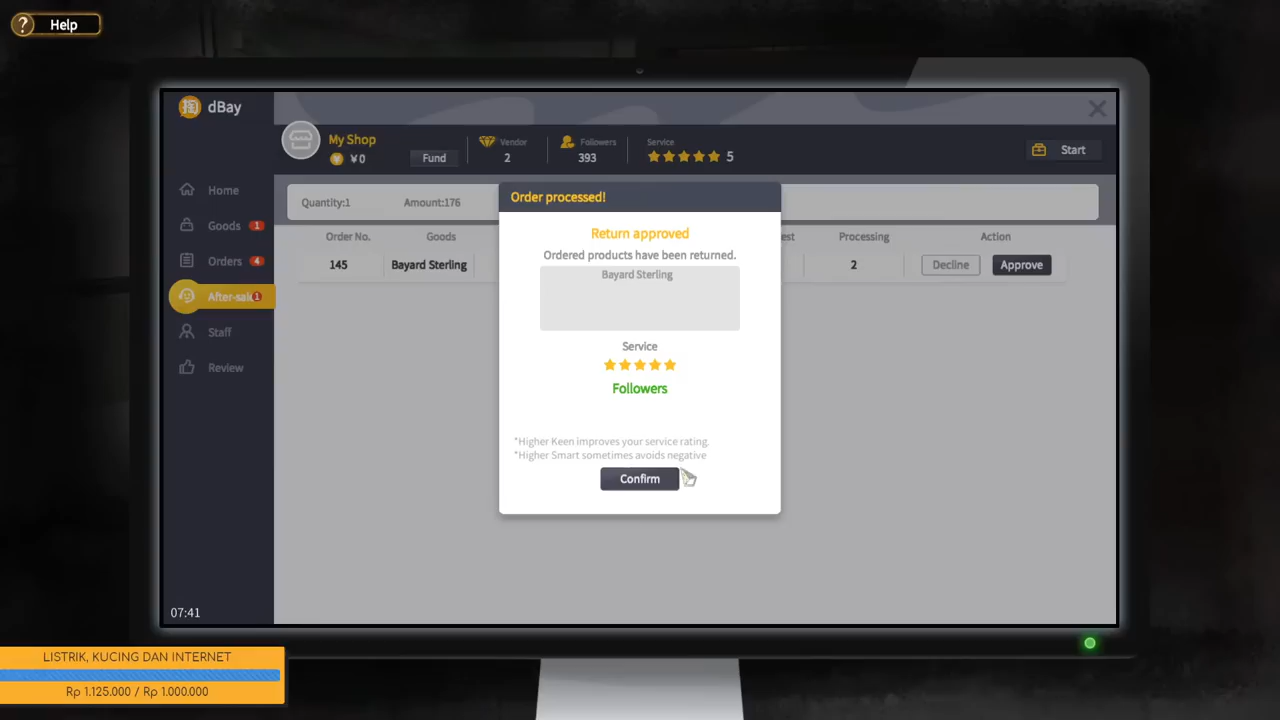 Help
dBay
My Shop
¥0
Fund
Vendor
2
Followers
393
Service
5
Start
Home
Goods 1
Orders 4
After-sale 1
Staff
Review
07:41
Quantity:1
Amount:176
Order No.
Goods
Processing
Action
145
Bayard Sterling
2
Decline
Approve
Order processed!
Return approved
Ordered products have been returned.
Bayard Sterling
Service
Followers
*Higher Keen improves your service rating.
*Higher Smart sometimes avoids negative
Confirm
LISTRIK, KUCING DAN INTERNET
Rp 1.125.000 / Rp 1.000.000